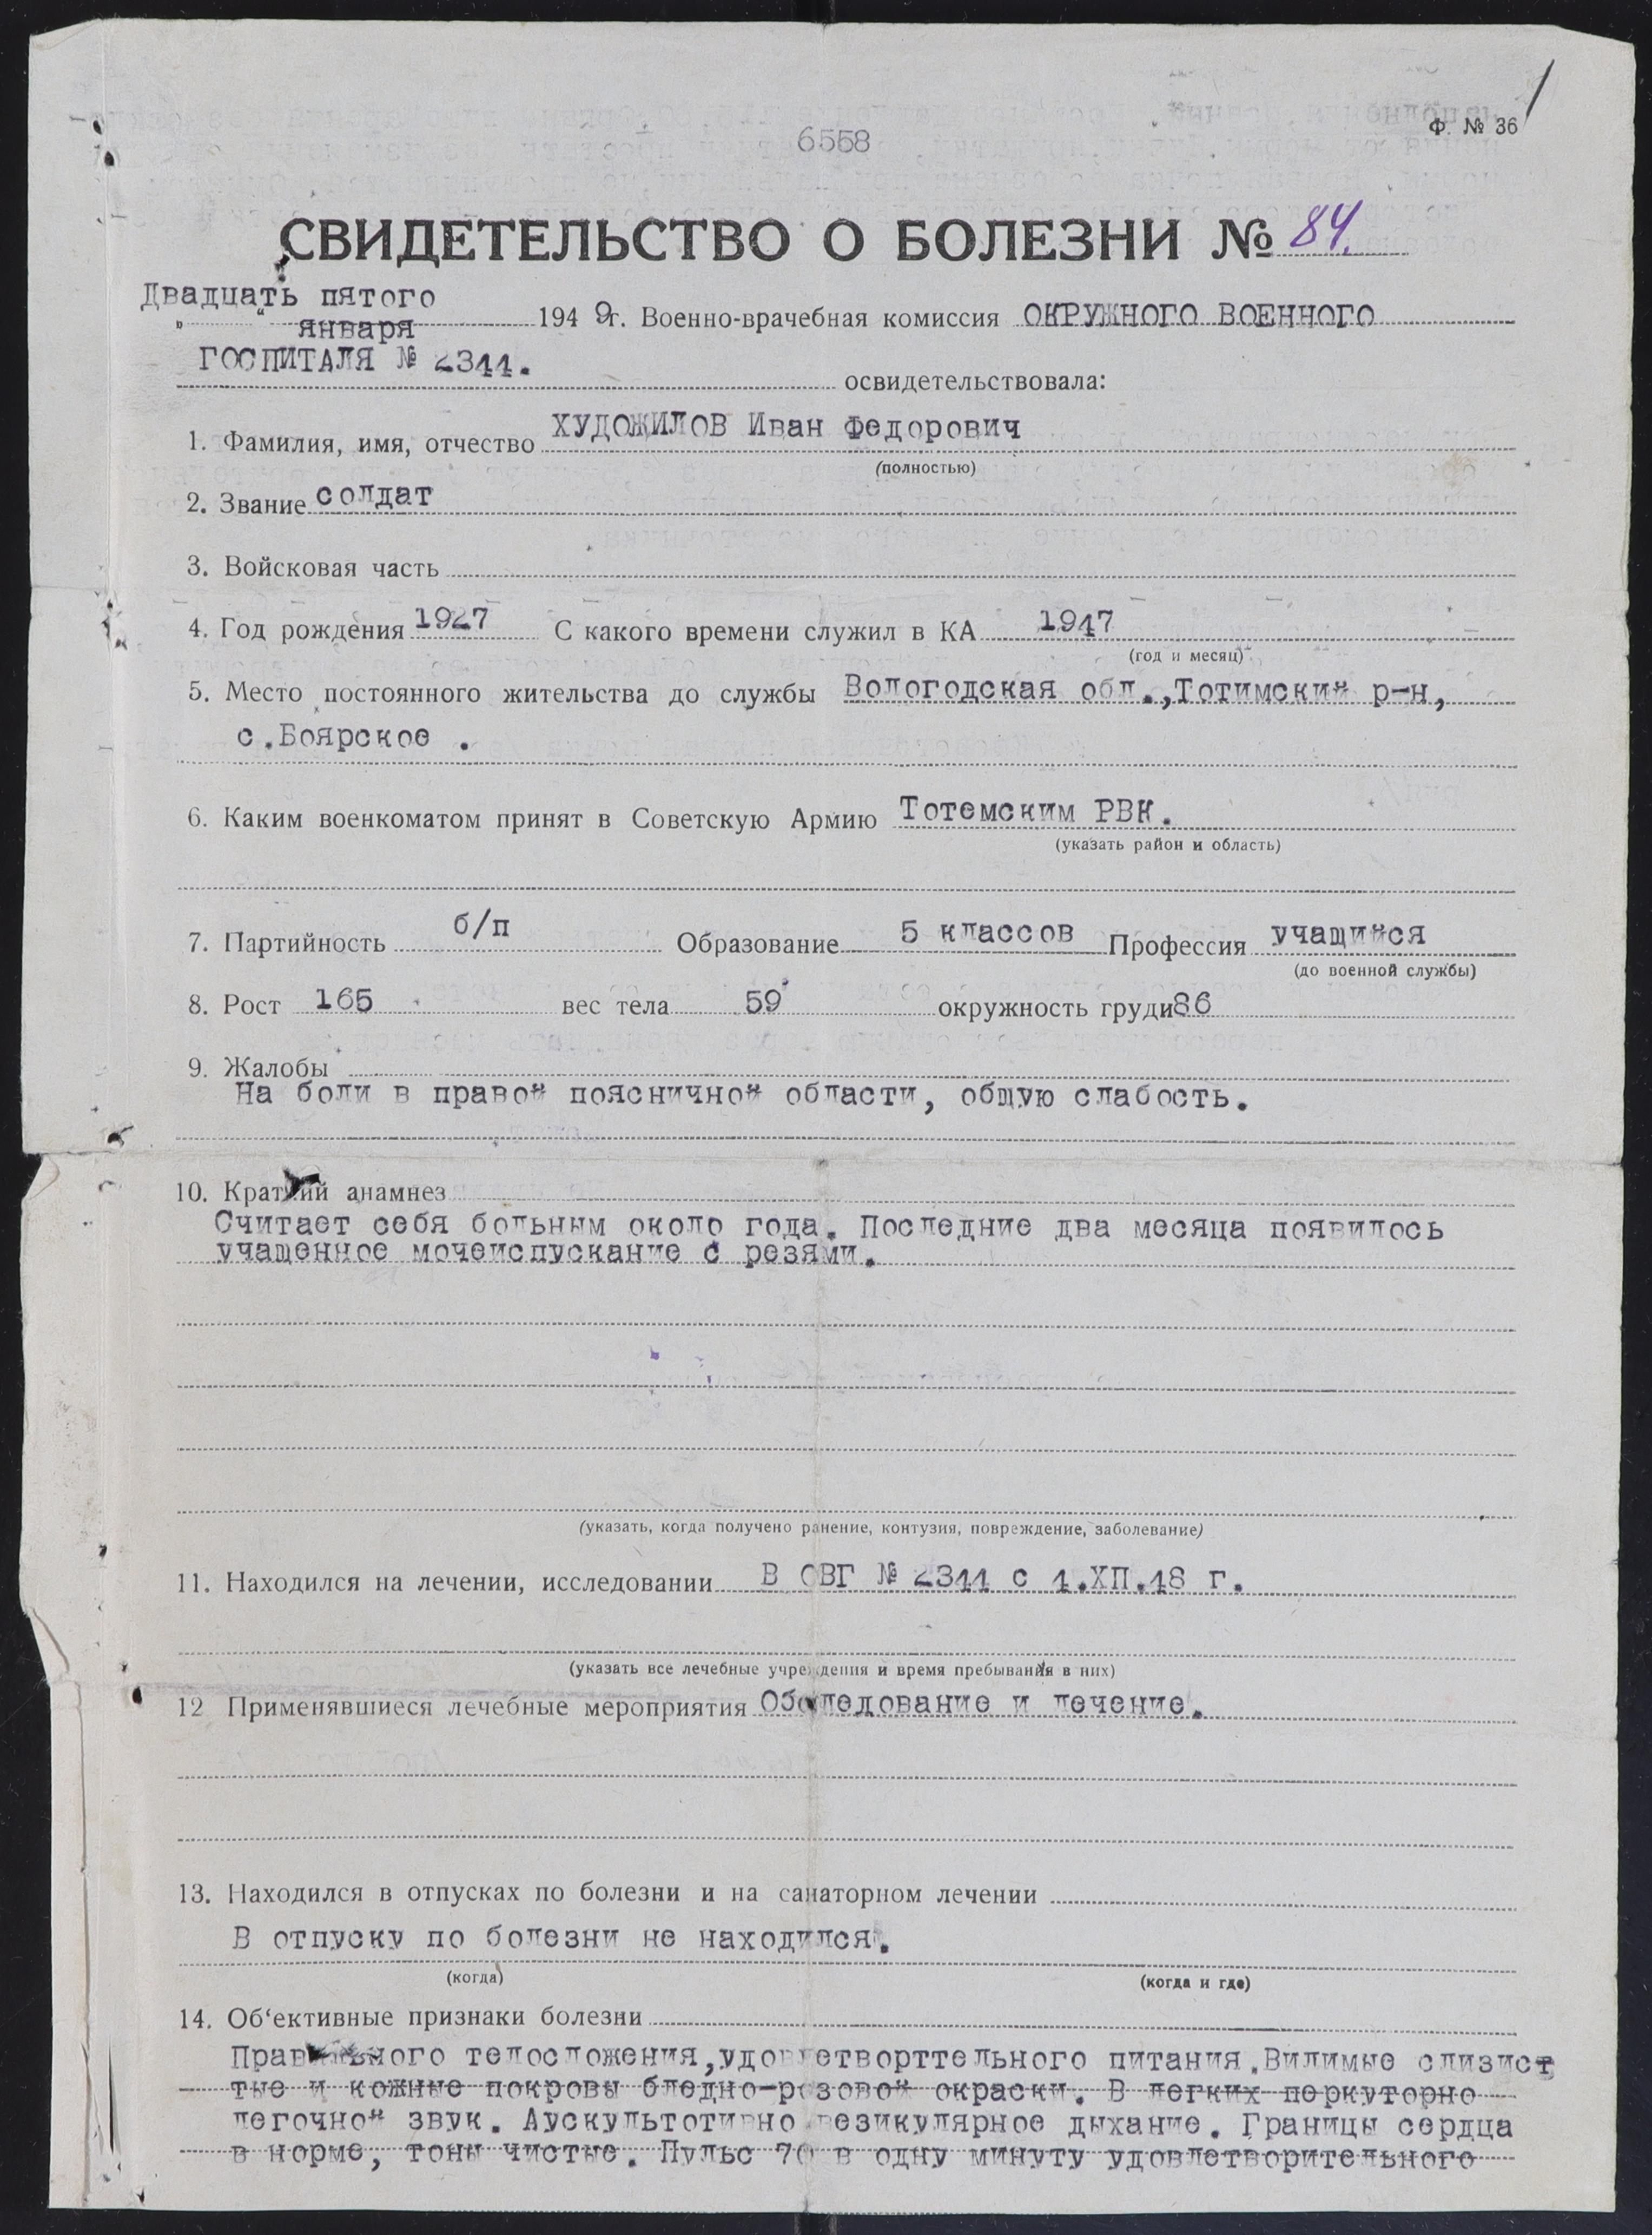 6558
Ф. № 36
СВИДЕТЕЛЬСТВО О БОЛЕЗНИ № 84.
Двадцать пятого
" " января 1949г. Военно-врачебная комиссия ОКРУЖНОГО ВОЕННОГО
ГОСПИТАЛЯ № 2344.
освидетельствовала:
1. Фамилия, имя, отчество ХУДОЖИЛОВ Иван Федорович
(полностью)
2. Звание солдат
3. Войсковая часть
4. Год рождения 1927 С какого времени служил в КА 1947
(год и месяц)
5. Место постоянного жительства до службы Вологодская обл.,Тотимский р-н,
с.Боярское .
6. Каким военкоматом принят в Советскую Армию Тотемским РВК.
(указать район и область)
7. Партийность б/п Образование 5 классов Профессия учащийся
(до военной службы)
8. Рост 165 вес тела 59 окружность груди 86
9. Жалобы
На боли в правой поясничной области, общую слабость.
10. Краткий анамнез
Считает себя больным около года. Последние два месяца появилось
учащенное мочеиспускание с резями.
(указать, когда получено ранение, контузия, повреждение, заболевание)
11. Находился на лечении, исследовании В ОВГ № 2344 с 4.ХП.48 г.
(указать все лечебные учреждения и время пребывания в них)
12 Применявшиеся лечебные мероприятия Обследование и лечение.
13. Находился в отпусках по болезни и на санаторном лечении
В отпуску по болезни не находился.
(когда) (когда и где)
14. Об‘ективные признаки болезни
Правильного телосложения,удовлетворттельного питания.Вилимые слизист
тые и кожные покровы бледно-розовой окраски. В легких перкуторно
легочной звук. Аускультотивно везикулярное дыхание. Границы сердца
в норме, тоны чистые. Пульс 70 в одну минуту удовлетворительного